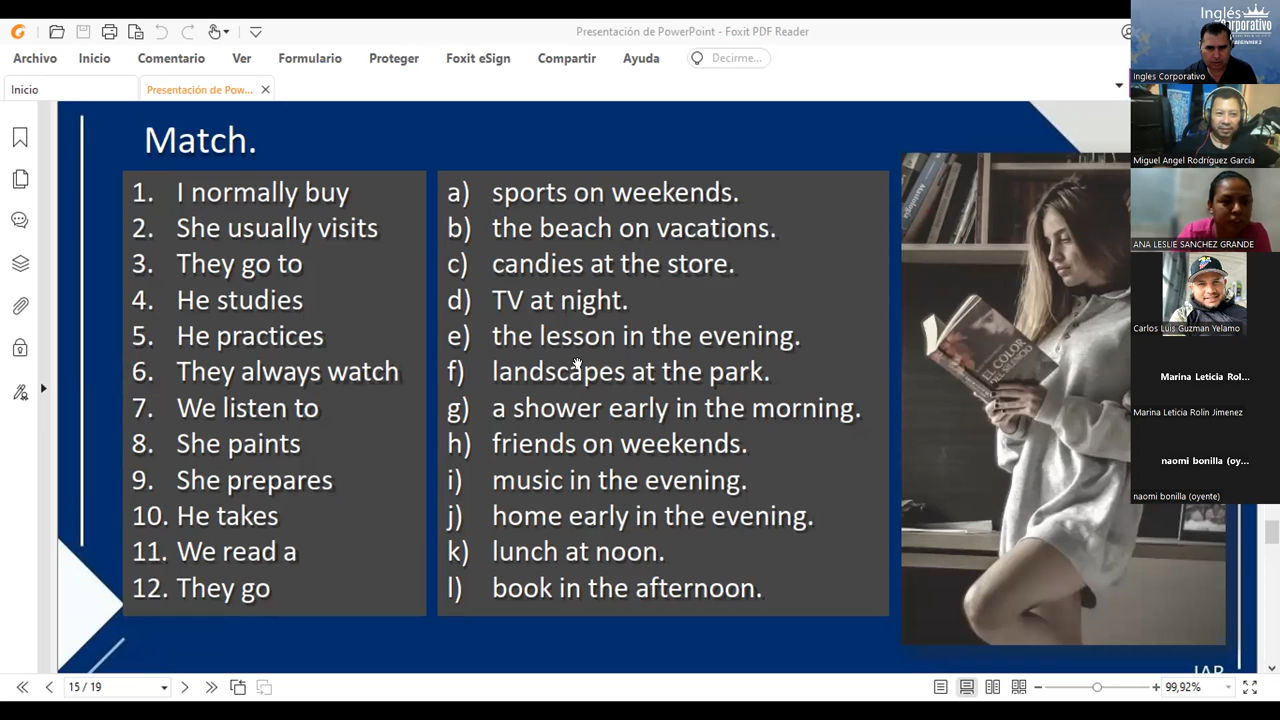 Presentación de PowerPoint - Foxit PDF Reader
Archivo Inicio Comentario Ver Formulario Proteger Foxit eSign Compartir Ayuda Decirme...
Inicio Presentación de Pow...
Match.
1. I normally buy
2. She usually visits
3. They go to
4. He studies
5. He practices
6. They always watch
7. We listen to
8. She paints
9. She prepares
10. He takes
11. We read a
12. They go
a) sports on weekends.
b) the beach on vacations.
c) candies at the store.
d) TV at night.
e) the lesson in the evening.
f) landscapes at the park.
g) a shower early in the morning.
h) friends on weekends.
i) music in the evening.
j) home early in the evening.
k) lunch at noon.
l) book in the afternoon.
EL COLOR
DEL SILENCIO
Inglés
Corporativo
BEGINNER 2
Ingles Corporativo
Miguel Angel Rodríguez García
ANA LESLIE SANCHEZ GRANDE
Carlos Luis Guzman Yelamo
Marina Leticia Rol...
Marina Leticia Rolin Jimenez
naomi bonilla (oy...
naomi bonilla (oyente)
15 / 19
99,92%